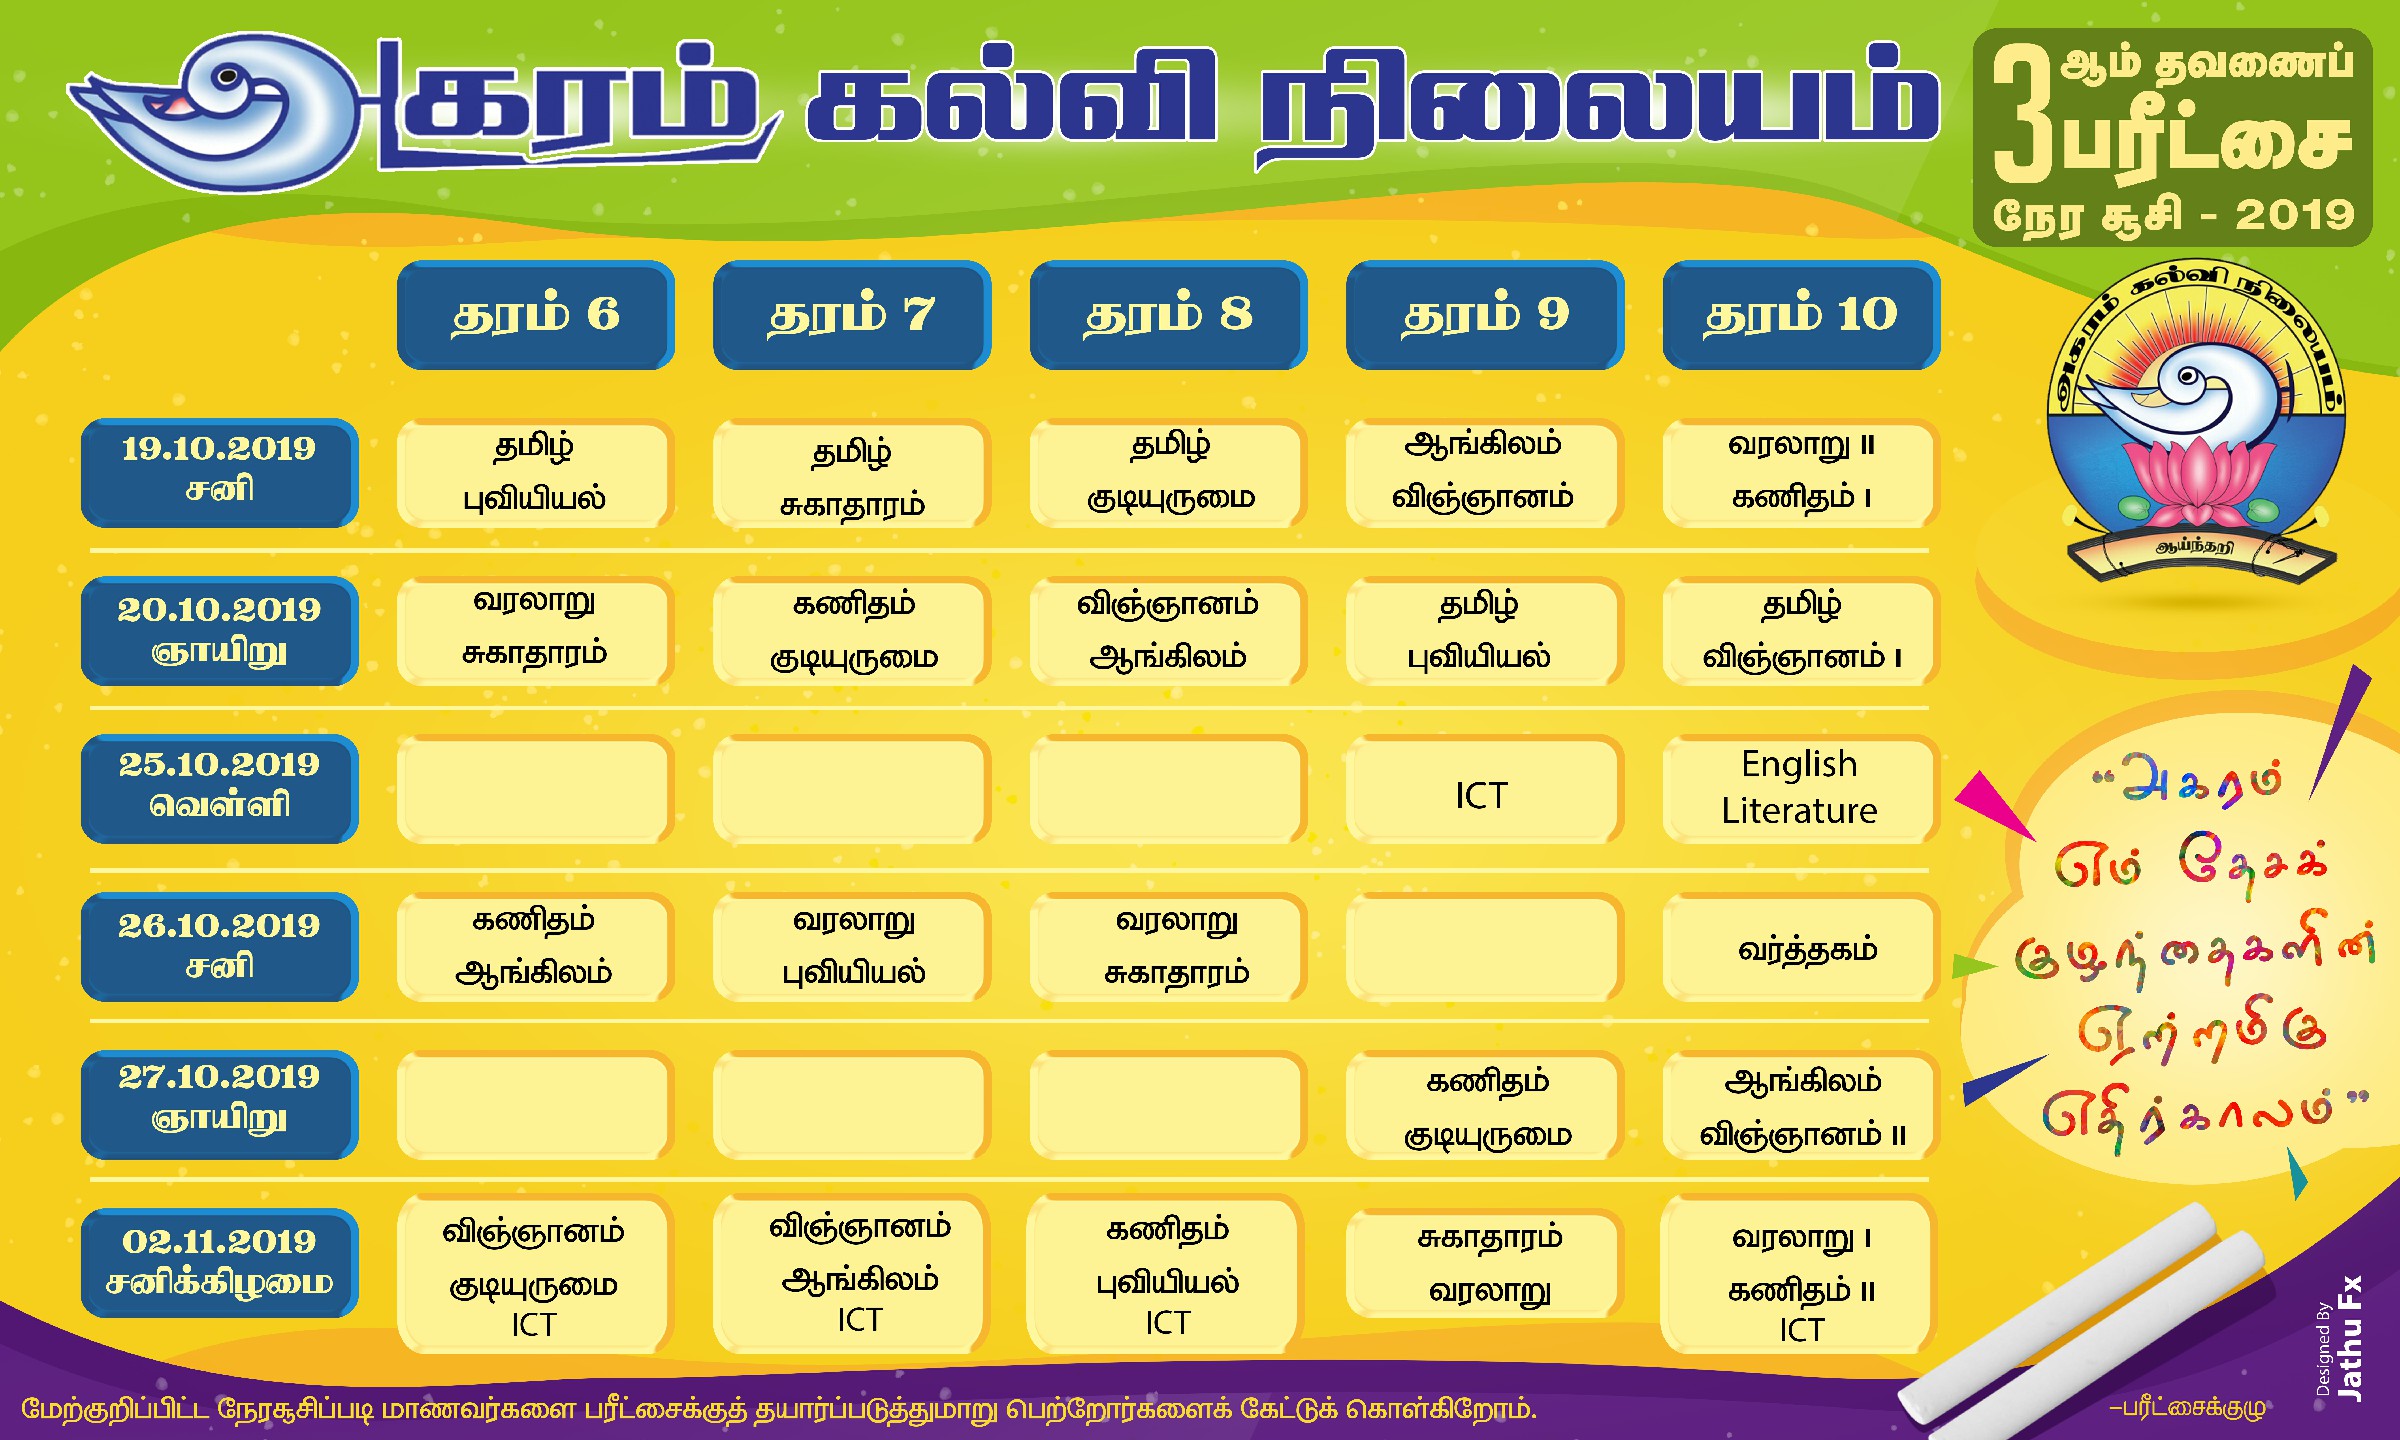 அகரம் கல்வி நிலையம்
3 ஆம் தவணைப்
பரீட்சை
நேர சூசி - 2019
அகரம் கல்வி நிலையம்
ஆய்ந்தறி
தரம் 6 தரம் 7 தரம் 8 தரம் 9 தரம் 10
19.10.2019
சனி
தமிழ்
புவியியல்
தமிழ்
சுகாதாரம்
தமிழ்
குடியுருமை
ஆங்கிலம்
விஞ்ஞானம்
வரலாறு II
கணிதம் I
20.10.2019
ஞாயிறு
வரலாறு
சுகாதாரம்
கணிதம்
குடியுருமை
விஞ்ஞானம்
ஆங்கிலம்
தமிழ்
புவியியல்
தமிழ்
விஞ்ஞானம் I
25.10.2019
வெள்ளி
ICT
English
Literature
26.10.2019
சனி
கணிதம்
ஆங்கிலம்
வரலாறு
புவியியல்
வரலாறு
சுகாதாரம்
வர்த்தகம்
27.10.2019
ஞாயிறு
கணிதம்
குடியுருமை
ஆங்கிலம்
விஞ்ஞானம் II
02.11.2019
சனிக்கிழமை
விஞ்ஞானம்
குடியுருமை
ICT
விஞ்ஞானம்
ஆங்கிலம்
ICT
கணிதம்
புவியியல்
ICT
சுகாதாரம்
வரலாறு
வரலாறு I
கணிதம் II
ICT
“அகரம்
எம் தேசக்
குழந்தைகளின்
ஏற்றமிகு
எதிர்காலம்”
மேற்குறிப்பிட்ட நேரசூசிப்படி மாணவர்களை பரீட்சைக்குத் தயார்ப்படுத்துமாறு பெற்றோர்களைக் கேட்டுக் கொள்கிறோம்.
–பரீட்சைக்குழு
Designed By
Jathu Fx